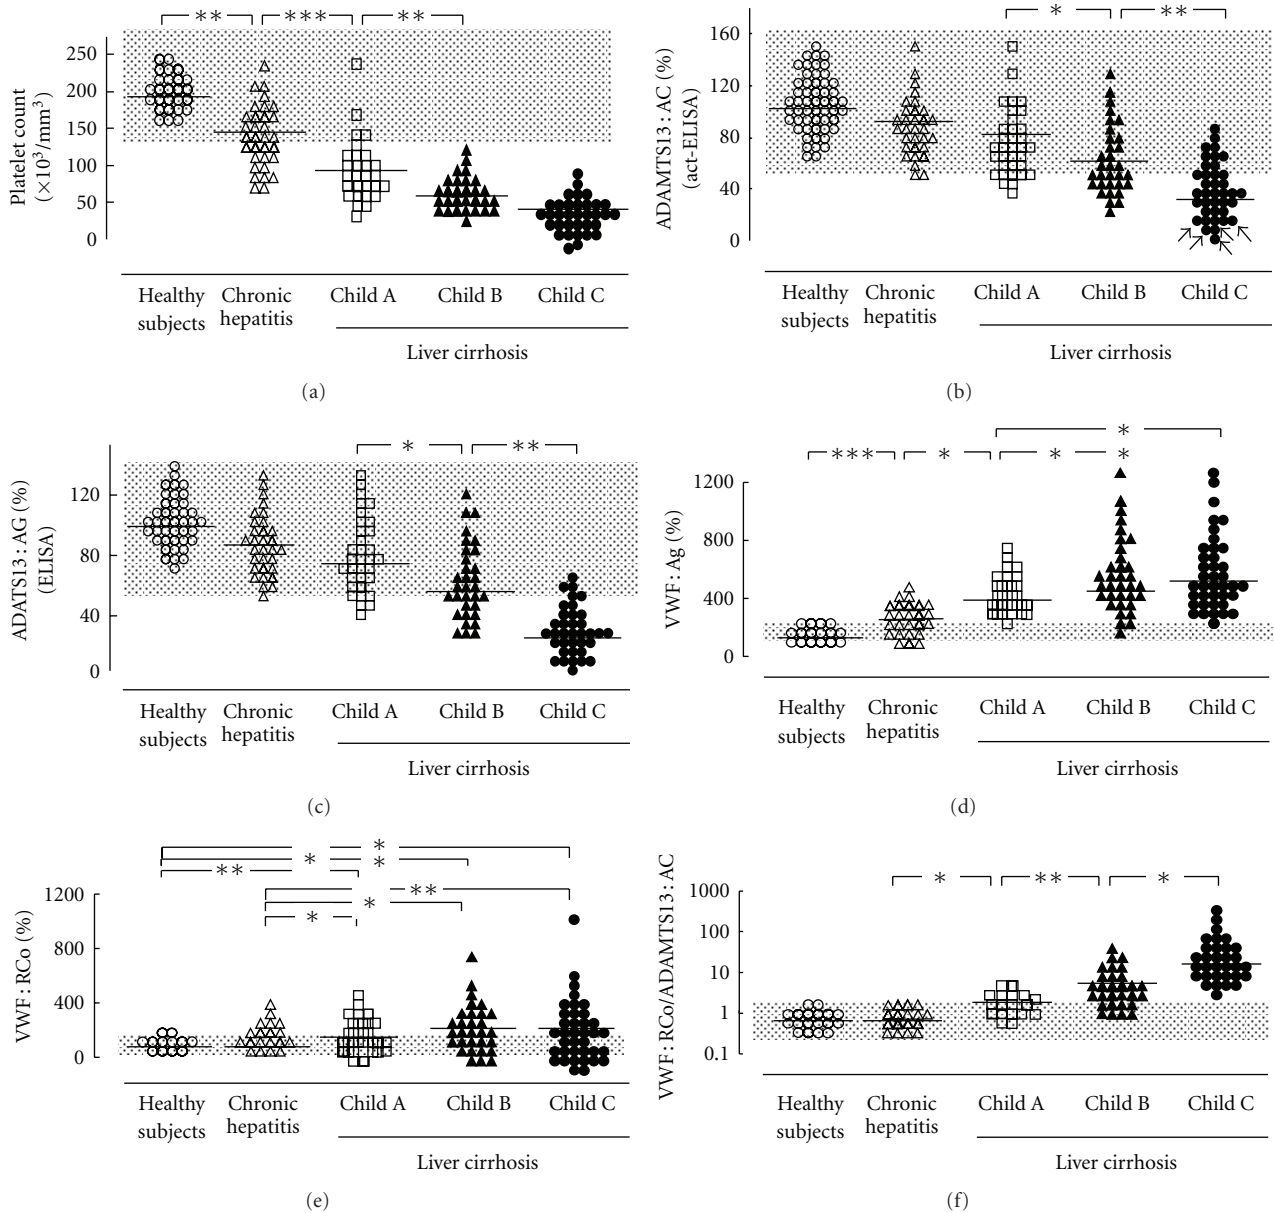 ** *** **
250
200
150
100
50
0
Platelet count
(×10³/mm³)
Healthy subjects
Chronic hepatitis
Child A
Child B
Child C
Liver cirrhosis
(a)
* **
160
120
80
40
0
ADAMTS13 : AC (%)
(act-ELISA)
Healthy subjects
Chronic hepatitis
Child A
Child B
Child C
Liver cirrhosis
(b)
* **
120
80
40
0
ADATS13 : AG (%)
(ELISA)
Healthy subjects
Chronic hepatitis
Child A
Child B
Child C
Liver cirrhosis
(c)
*
*** * * *
1200
800
400
0
VWF : Ag (%)
Healthy subjects
Chronic hepatitis
Child A
Child B
Child C
Liver cirrhosis
(d)
*
* *
**
**
*
*
1200
800
400
0
VWF : RCo (%)
Healthy subjects
Chronic hepatitis
Child A
Child B
Child C
Liver cirrhosis
(e)
* ** *
1000
100
10
1
0.1
VWF : RCo/ADAMTS13 : AC
Healthy subjects
Chronic hepatitis
Child A
Child B
Child C
Liver cirrhosis
(f)